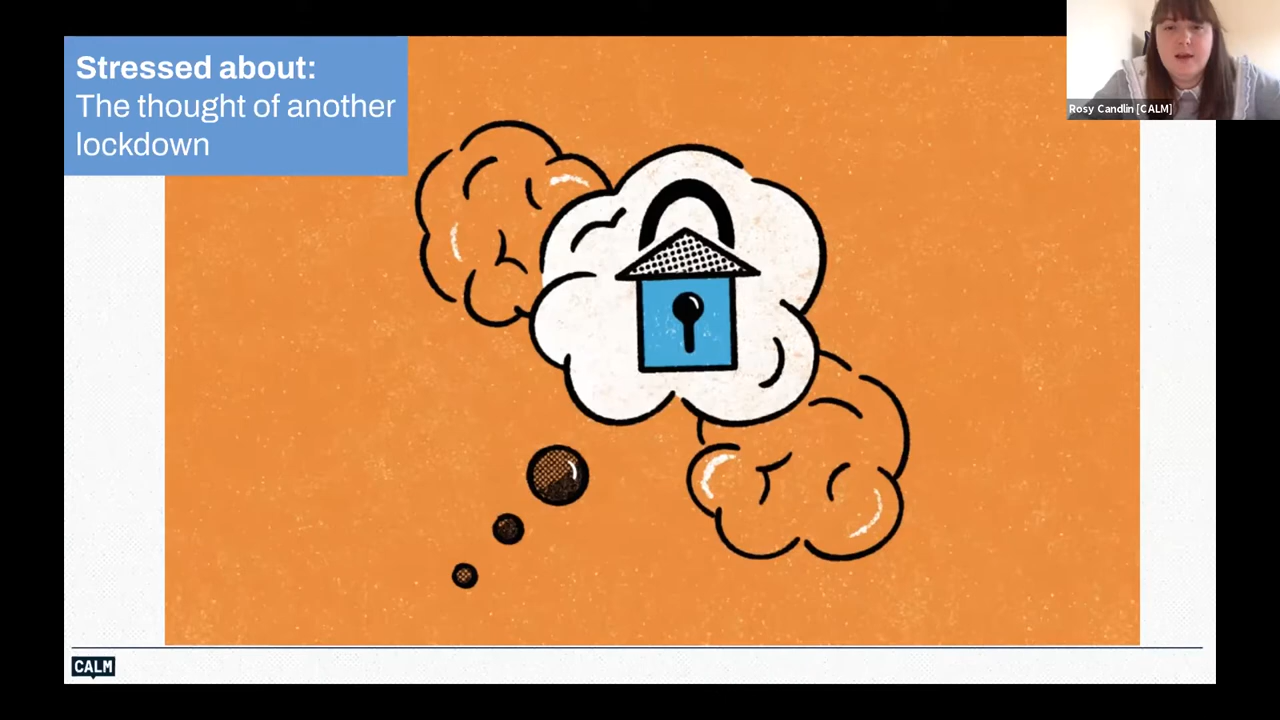 Stressed about:
The thought of another
lockdown
Rosy Candlin [CALM]
CALM